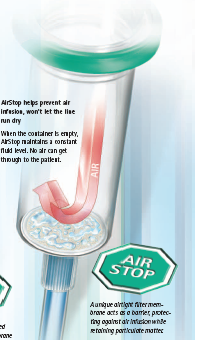 AirStop helps prevent air
infusion, won't let the line
run dry
When the container is empty,
AirStop maintains a constant
fluid level. No air can get
through to the patient.
AIR
AIR
STOP
A unique airtight filter mem-
brane acts as a barrier, protec-
ting against air infusion while
retaining particulate matter.